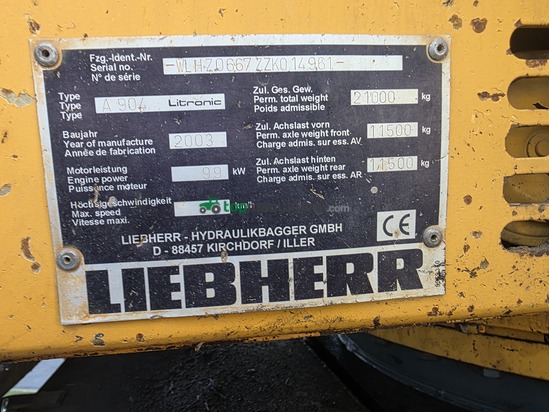 Fzg.-Ident.-Nr.
Serial no. -WLHZ0667ZZK014981-
N° de série
Type
Type A 904 Litronic
Type
Zul. Ges. Gew.
Perm. total weight 21000 kg
Poids admissible
Baujahr
Year of manufacture 2003
Année de fabrication
Zul. Achslast vorn
Perm. axle weight front 11500 kg
Charge admis. sur ess. AV
Motorleistung
Engine power 99 kW
Puissance moteur
Zul. Achslast hinten
Perm. axle weight rear 11500 kg
Charge admis. sur ess. AR
Höchstgeschwindigkeit
Max. speed km/h
Vitesse maxi.
LIEBHERR - HYDRAULIKBAGGER GMBH
D - 88457 KIRCHDORF / ILLER
CE
LIEBHERR